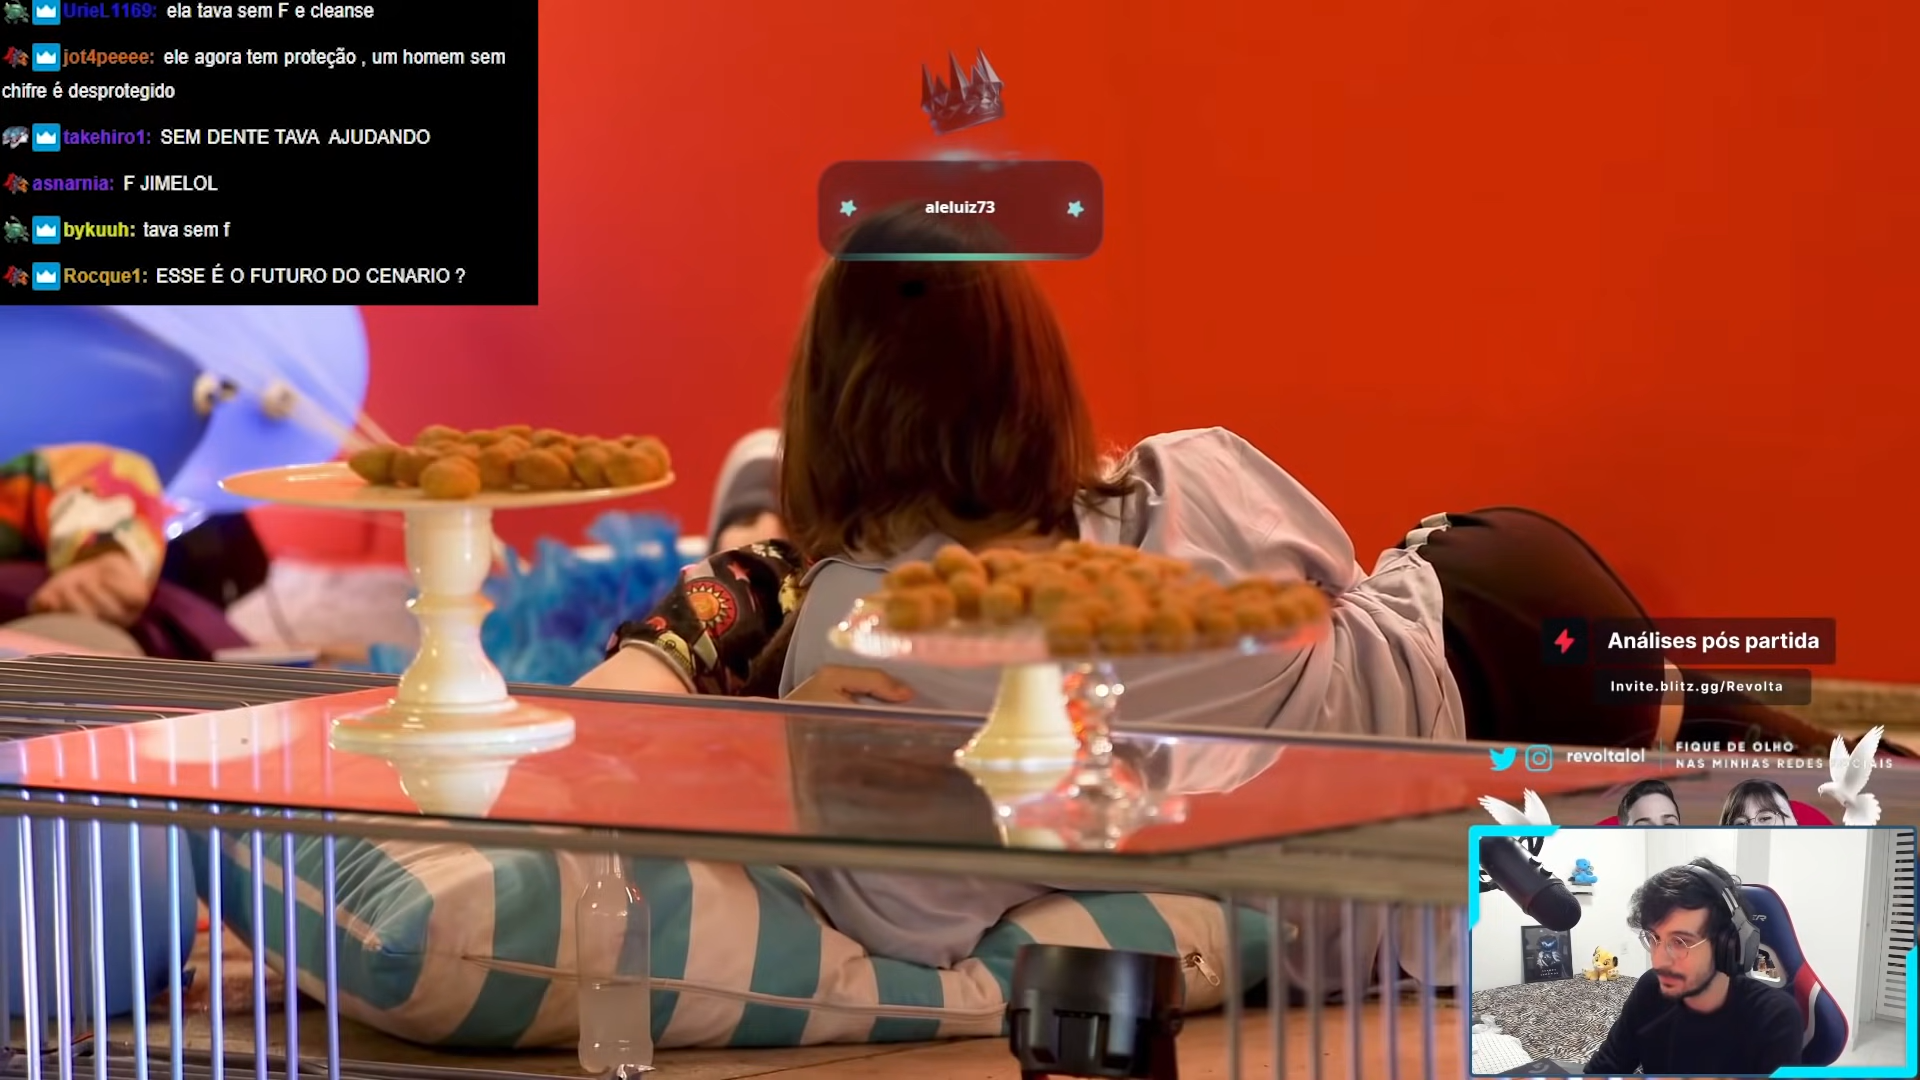 UrieL1169: ela tava sem F e cleanse
jot4peeee: ele agora tem proteção , um homem sem
chifre é desprotegido
takehiro1: SEM DENTE TAVA AJUDANDO
asnarnia: F JIMELOL
bykuuh: tava sem f
Rocque1: ESSE É O FUTURO DO CENARIO ?
aleluiz73
Análises pós partida
Invite.blitz.gg/Revolta
revoltalol
FIQUE DE OLHO
NAS MINHAS REDES